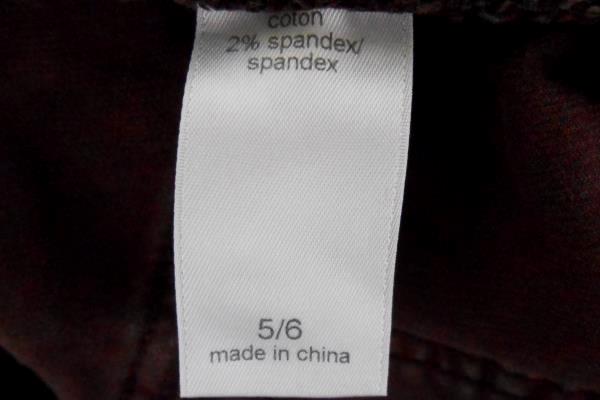 coton
2% spandex/
spandex
5/6
made in china